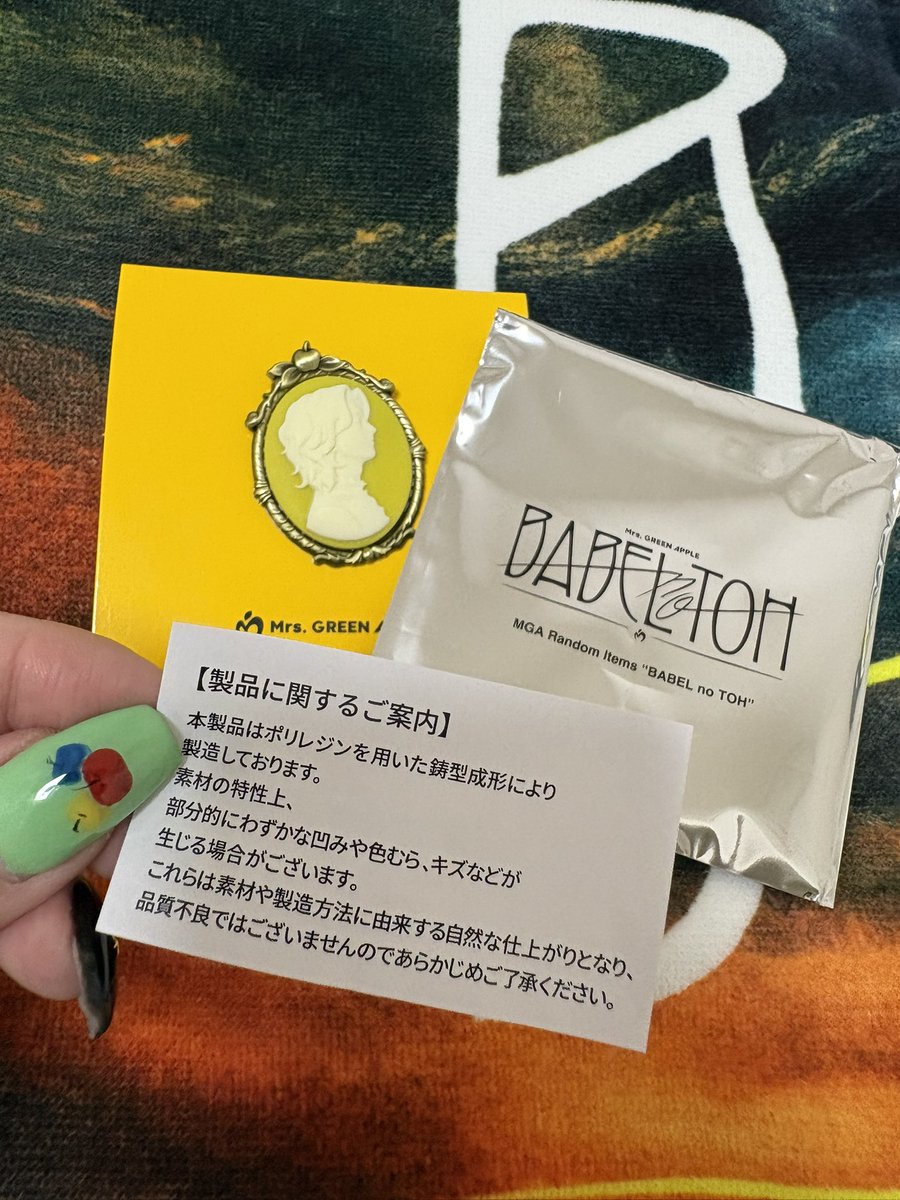 Mrs. GREEN
Mrs. GREEN APPLE
BABEL no TOH
MGA Random Items "BABEL no TOH"
【製品に関するご案内】
本製品はポリレジンを用いた鋳型成形により
製造しております。
素材の特性上、
部分的にわずかな凹みや色むら、キズなどが
生じる場合がございます。
これらは素材や製造方法に由来する自然な仕上がりとなり、
品質不良ではございませんのであらかじめご了承ください。